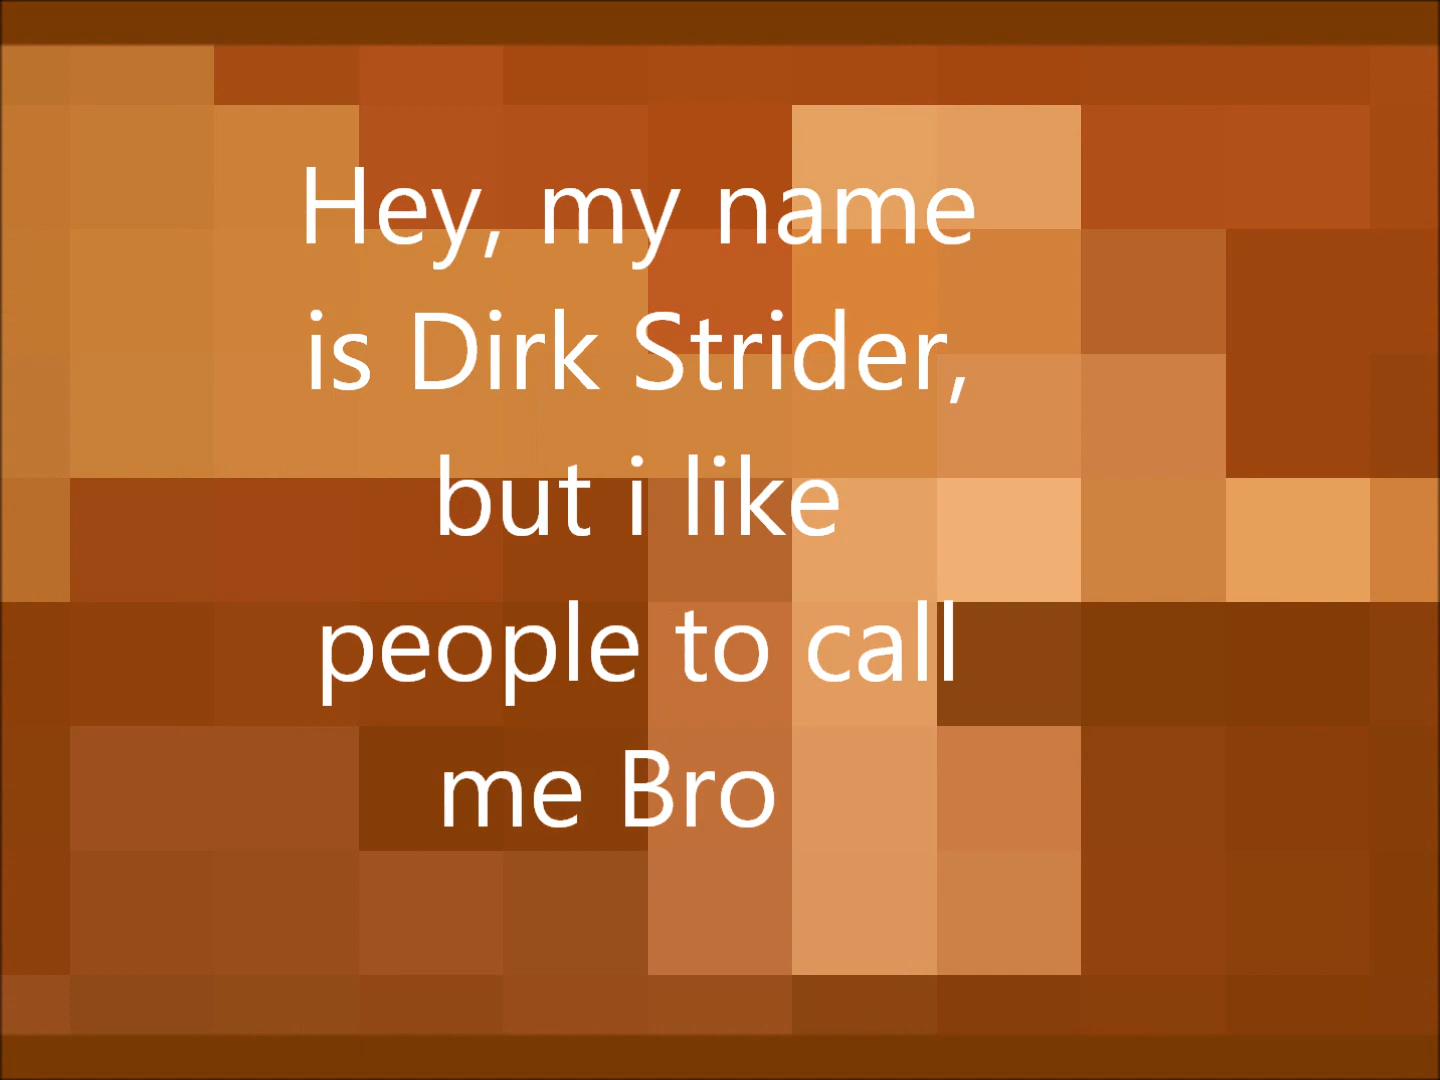 Hey, my name
is Dirk Strider,
but i like
people to call
me Bro